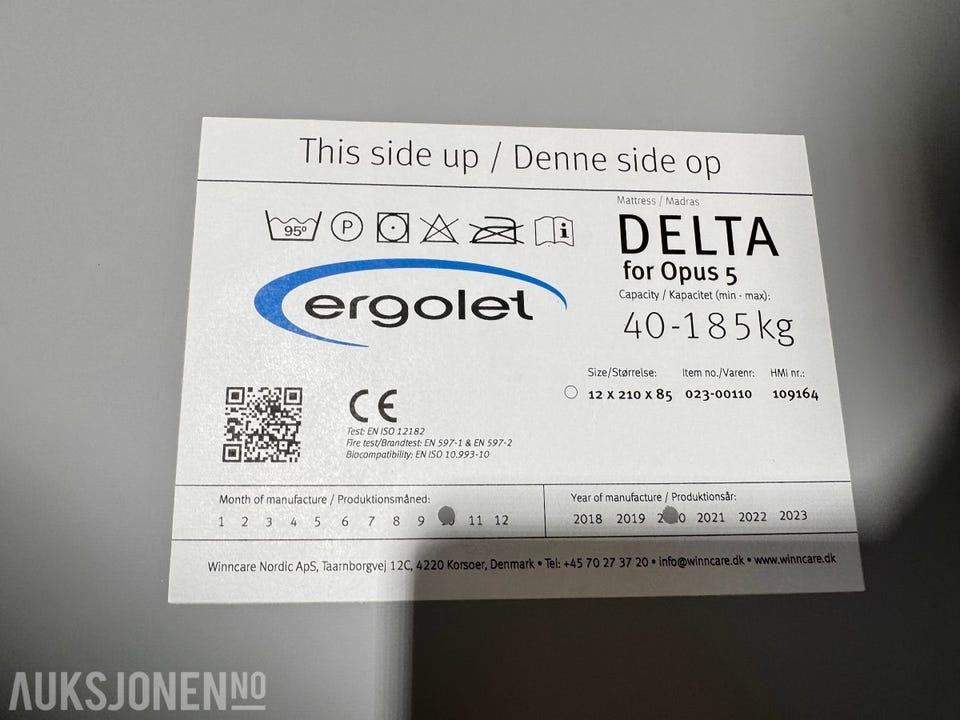 This side up / Denne side op
95° P
Mattress / Madras
DELTA
for Opus 5
Capacity / Kapacitet (min - max):
40-185kg
ergolet
Size/Størrelse: Item no./Varenr: HMI nr.:
12 x 210 x 85 023-00110 109164
CE
Test: EN ISO 12182
Fire test/Brandtest: EN 597-1 & EN 597-2
Biocompatibility: EN ISO 10.993-10
Month of manufacture / Produktionsmåned:
1 2 3 4 5 6 7 8 9 11 12
Year of manufacture / Produktionsår:
2018 2019 2021 2022 2023
Winncare Nordic ApS, Taarnborgvej 12C, 4220 Korsoer, Denmark • Tel: +45 70 27 37 20 • info@winncare.dk • www.winncare.dk
AUKSJONEN NO